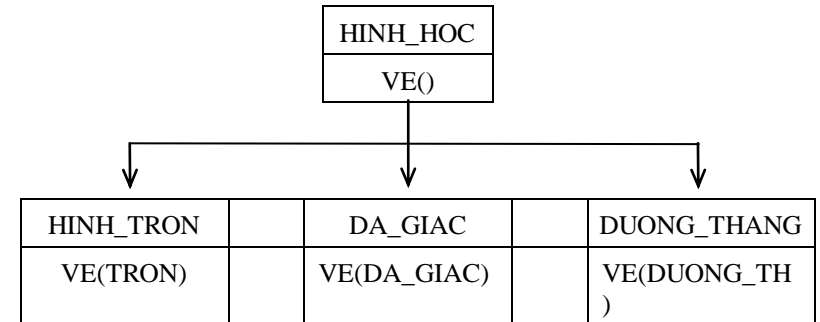 HINH_HOC
VE()
HINH_TRON
DA_GIAC
DUONG_THANG
VE(TRON)
VE(DA_GIAC)
VE(DUONG_TH
)